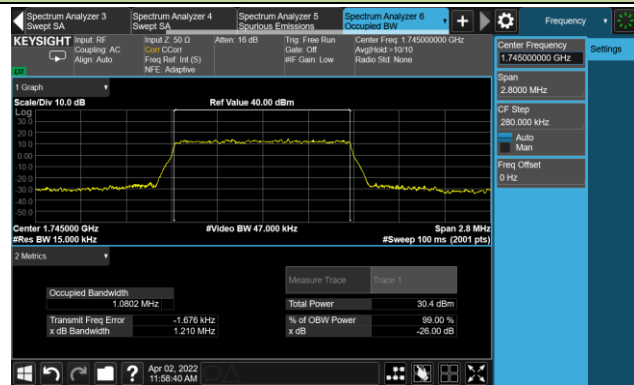 Spectrum Analyzer 3
Swept SA
Spectrum Analyzer 4
Swept SA
Spectrum Analyzer 5
Spurious Emissions
Spectrum Analyzer 6
Occupied BW
Frequency
KEYSIGHT
Input: RF
Coupling: AC
Align: Auto
Input Z: 50 Ω
Corr CCorr
Freq Ref: Int (S)
NFE: Adaptive
Atten: 16 dB
Trig: Free Run
Gate: Off
#IF Gain: Low
Center Freq: 1.745000000 GHz
Avg|Hold:>10/10
Radio Std: None
Center Frequency
1.745000000 GHz
Settings
Span
2.8000 MHz
CF Step
280.000 kHz
Auto
Man
Freq Offset
0 Hz
1 Graph
Scale/Div 10.0 dB
Ref Value 40.00 dBm
Log
30.0
20.0
10.0
0.00
-10.0
-20.0
-30.0
-40.0
-50.0
Center 1.745000 GHz
#Video BW 47.000 kHz
Span 2.8 MHz
#Res BW 15.000 kHz
#Sweep 100 ms (2001 pts)
2 Metrics
Measure Trace
Trace 1
Occupied Bandwidth
1.0802 MHz
Total Power
30.4 dBm
Transmit Freq Error
-1.676 kHz
% of OBW Power
99.00 %
x dB Bandwidth
1.210 MHz
x dB
-26.00 dB
Apr 02, 2022
11:58:40 AM